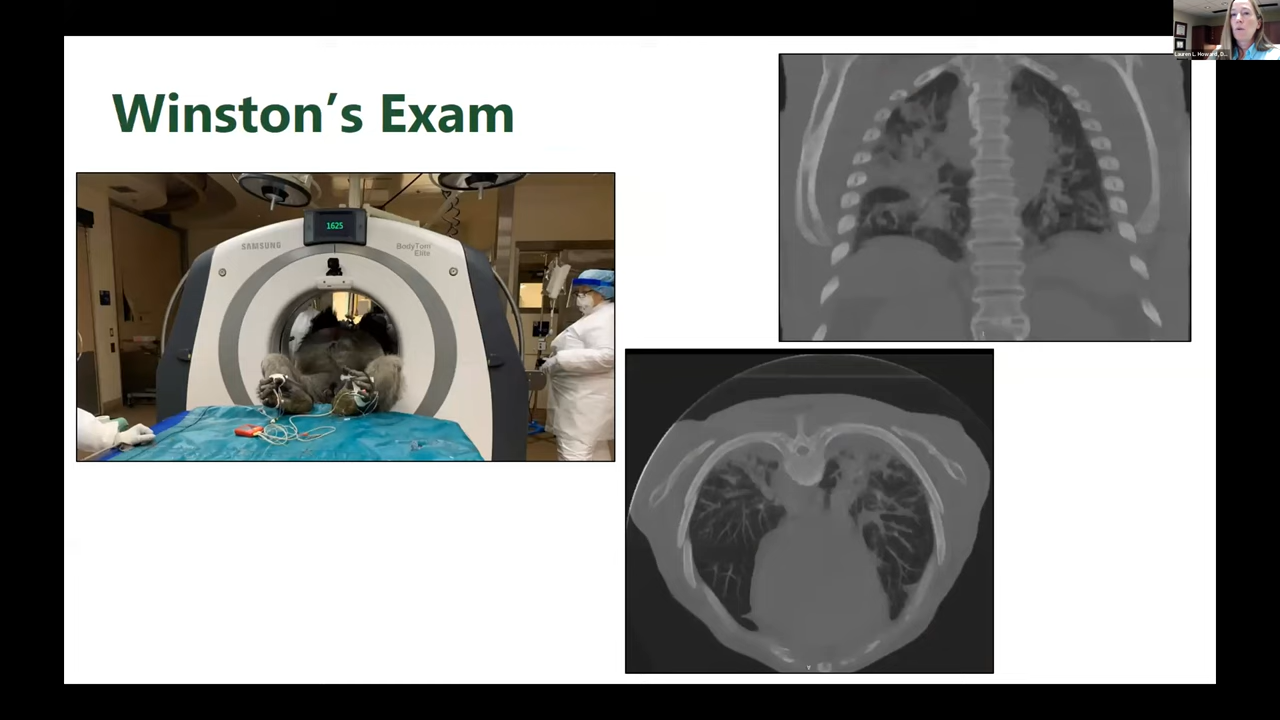 Lauren L. Howard, D...
Winston’s Exam
1625
SAMSUNG
BodyTom
Elite